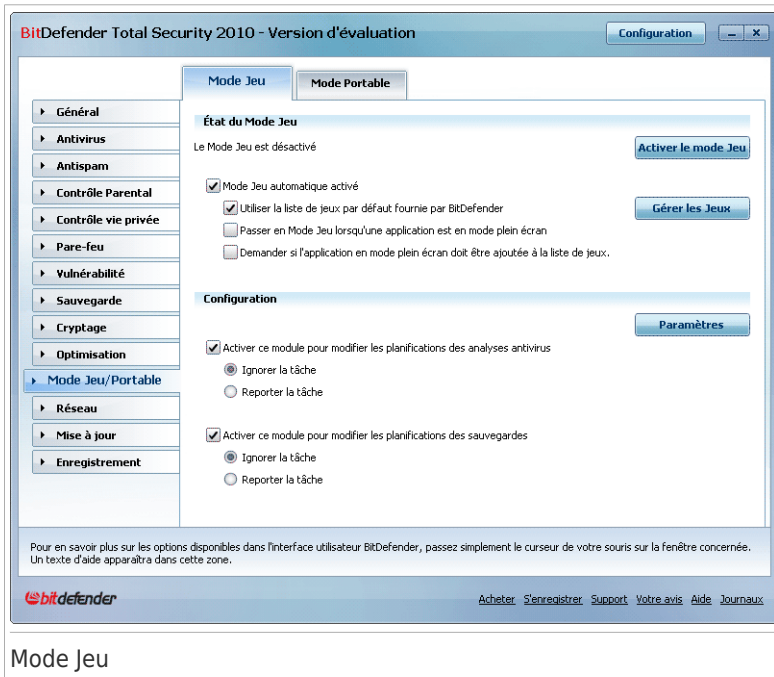 BitDefender Total Security 2010 - Version d'évaluation
Configuration
Mode Jeu
Mode Portable
Général
Antivirus
Antispam
Contrôle Parental
Contrôle vie privée
Pare-feu
Vulnérabilité
Sauvegarde
Cryptage
Optimisation
Mode Jeu/Portable
Réseau
Mise à jour
Enregistrement
État du Mode Jeu
Le Mode Jeu est désactivé
Activer le mode Jeu
Mode Jeu automatique activé
Utiliser la liste de jeux par défaut fournie par BitDefender
Gérer les Jeux
Passer en Mode Jeu lorsqu'une application est en mode plein écran
Demander si l'application en mode plein écran doit être ajoutée à la liste de jeux.
Configuration
Paramètres
Activer ce module pour modifier les planifications des analyses antivirus
Ignorer la tâche
Reporter la tâche
Activer ce module pour modifier les planifications des sauvegardes
Ignorer la tâche
Reporter la tâche
Pour en savoir plus sur les options disponibles dans l'interface utilisateur BitDefender, passez simplement le curseur de votre souris sur la fenêtre concernée.
Un texte d'aide apparaîtra dans cette zone.
bitdefender
Acheter S'enregistrer Support Votre avis Aide Journaux
Mode Jeu